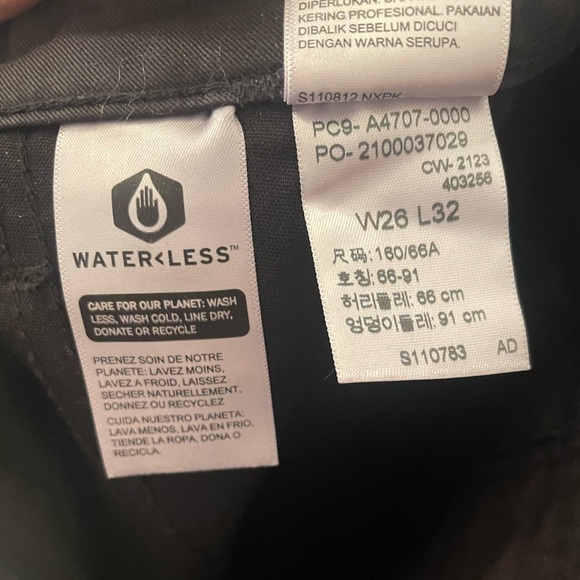 KERING PROFESIONAL. PAKAIAN
DIBALIK SEBELUM DICUCI
DENGAN WARNA SERUPA.
S110812 NXPK
PC9- A4707-0000
PO- 2100037029
CW- 2123
403256
W26 L32
尺码:160/66A
호칭:66-91
허리둘레: 66 cm
엉덩이둘레: 91 cm
S110783 AD
WATER<LESS™
CARE FOR OUR PLANET: WASH
LESS, WASH COLD, LINE DRY,
DONATE OR RECYCLE
PRENEZ SOIN DE NOTRE
PLANETE: LAVEZ MOINS,
LAVEZ A FROID, LAISSEZ
SECHER NATURELLEMENT,
DONNEZ OU RECYCLEZ
CUIDA NUESTRO PLANETA:
LAVA MENOS, LAVA EN FRIO,
TIENDE LA ROPA, DONA O
RECICLA.